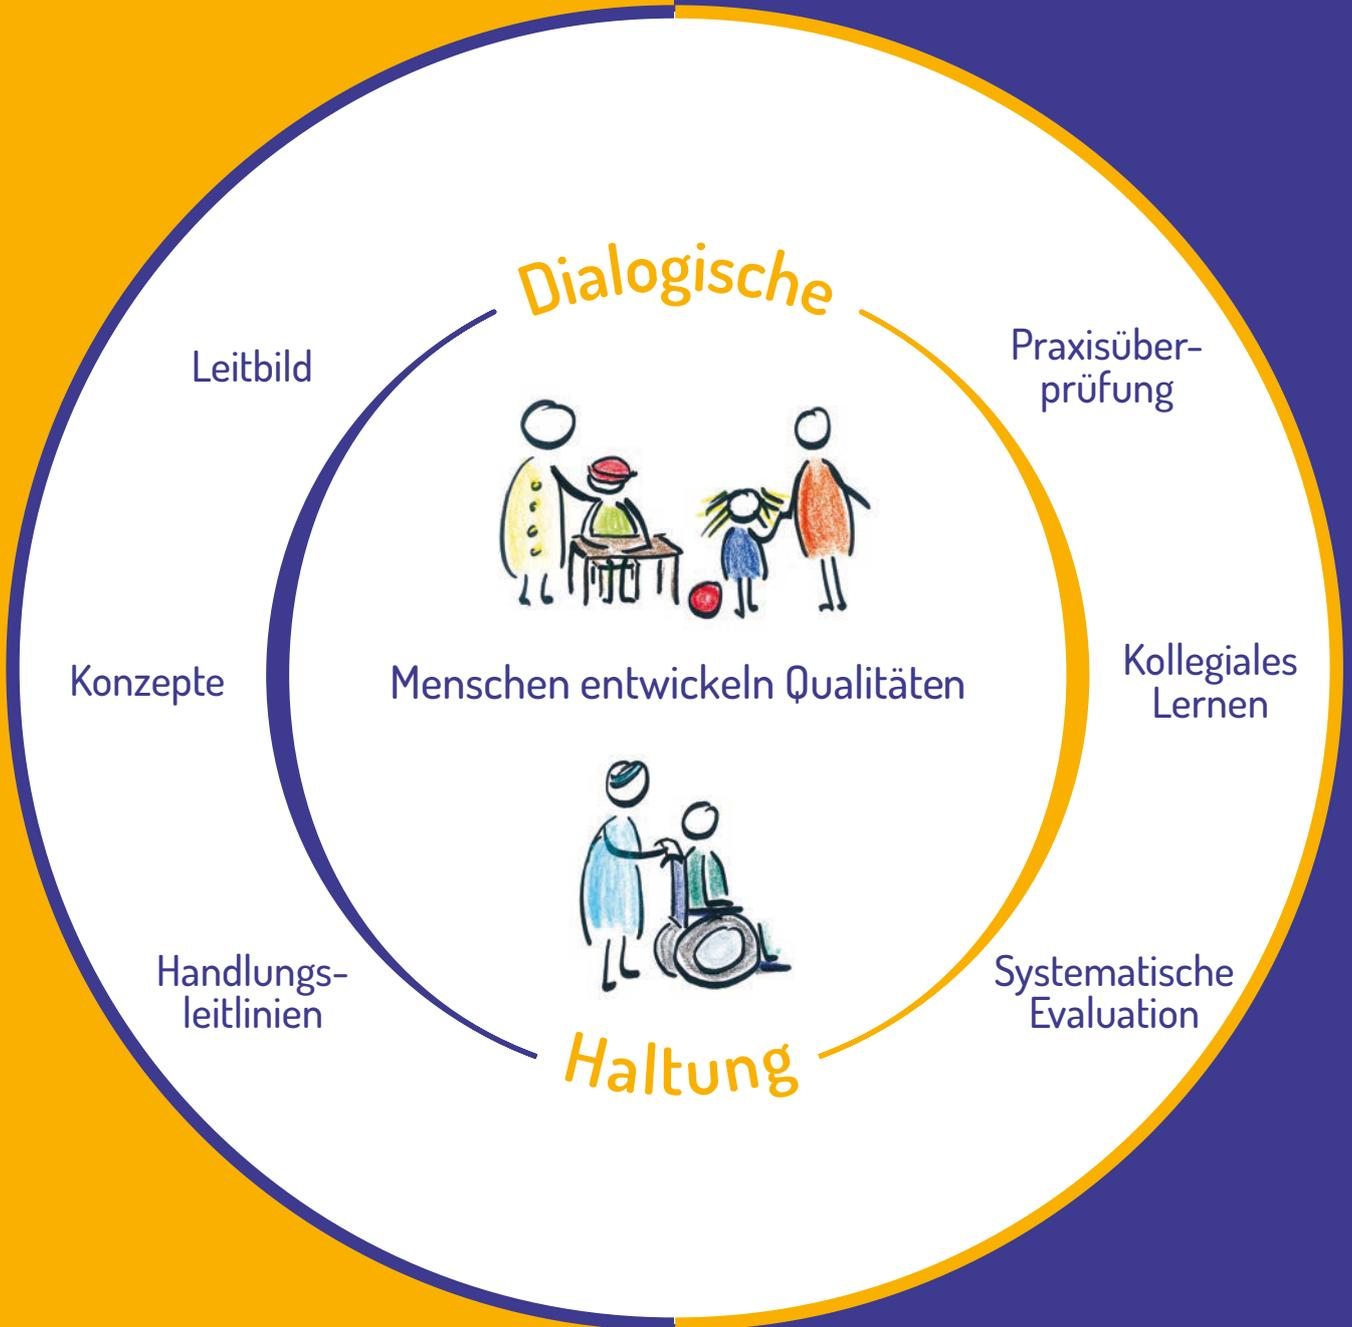 Dialogische
Leitbild
Praxisüber-
prüfung
Konzepte
Menschen entwickeln Qualitäten
Kollegiales
Lernen
Handlungs-
leitlinien
Systematische
Evaluation
Haltung